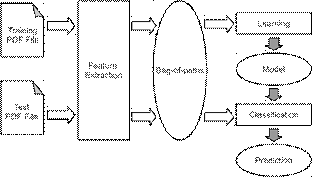 Training
PDF File
Feature
Extraction
Bag-of-paths
Learning
Model
Test
PDF File
Classification
Prediction